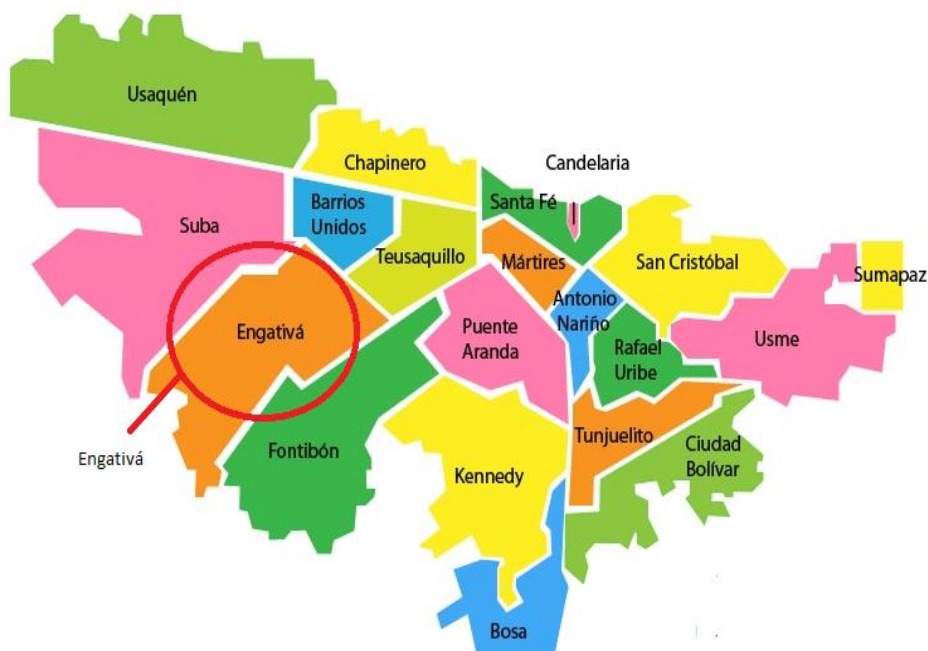 Usaquén
Chapinero
Candelaria
Barrios
Unidos
Santa Fé
Suba
Teusaquillo
Mártires
San Cristóbal
Sumapaz
Antonio
Nariño
Engativá
Puente
Aranda
Rafael
Uribe
Usme
Engativá
Fontibón
Tunjuelito
Ciudad
Bolívar
Kennedy
Bosa